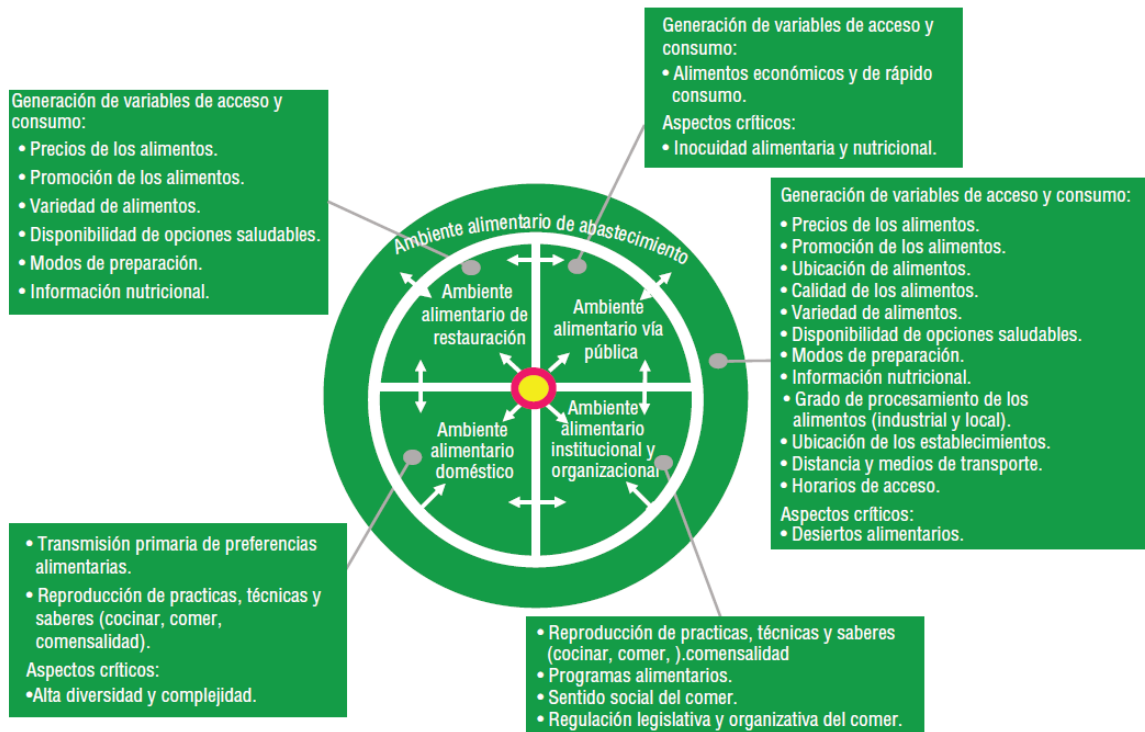 Generación de variables de acceso y
consumo:
• Precios de los alimentos.
• Promoción de los alimentos.
• Variedad de alimentos.
• Disponibilidad de opciones saludables.
• Modos de preparación.
• Información nutricional.
Generación de variables de acceso y
consumo:
• Alimentos económicos y de rápido
consumo.
Aspectos críticos:
• Inocuidad alimentaria y nutricional.
Generación de variables de acceso y consumo:
• Precios de los alimentos.
• Promoción de los alimentos.
• Ubicación de alimentos.
• Calidad de los alimentos.
• Variedad de alimentos.
• Disponibilidad de opciones saludables.
• Modos de preparación.
• Información nutricional.
• Grado de procesamiento de los
alimentos (industrial y local).
• Ubicación de los establecimientos.
• Distancia y medios de transporte.
• Horarios de acceso.
Aspectos críticos:
• Desiertos alimentarios.
Ambiente alimentario de abastecimiento
Ambiente
alimentario de
restauración
Ambiente
alimentario vía
pública
Ambiente
alimentario
doméstico
Ambiente
alimentario
institucional y
organizacional
• Transmisión primaria de preferencias
alimentarias.
• Reproducción de practicas, técnicas y
saberes (cocinar, comer,
comensalidad).
Aspectos críticos:
•Alta diversidad y complejidad.
• Reproducción de practicas, técnicas y saberes
(cocinar, comer, ).comensalidad
• Programas alimentarios.
• Sentido social del comer.
• Regulación legislativa y organizativa del comer.